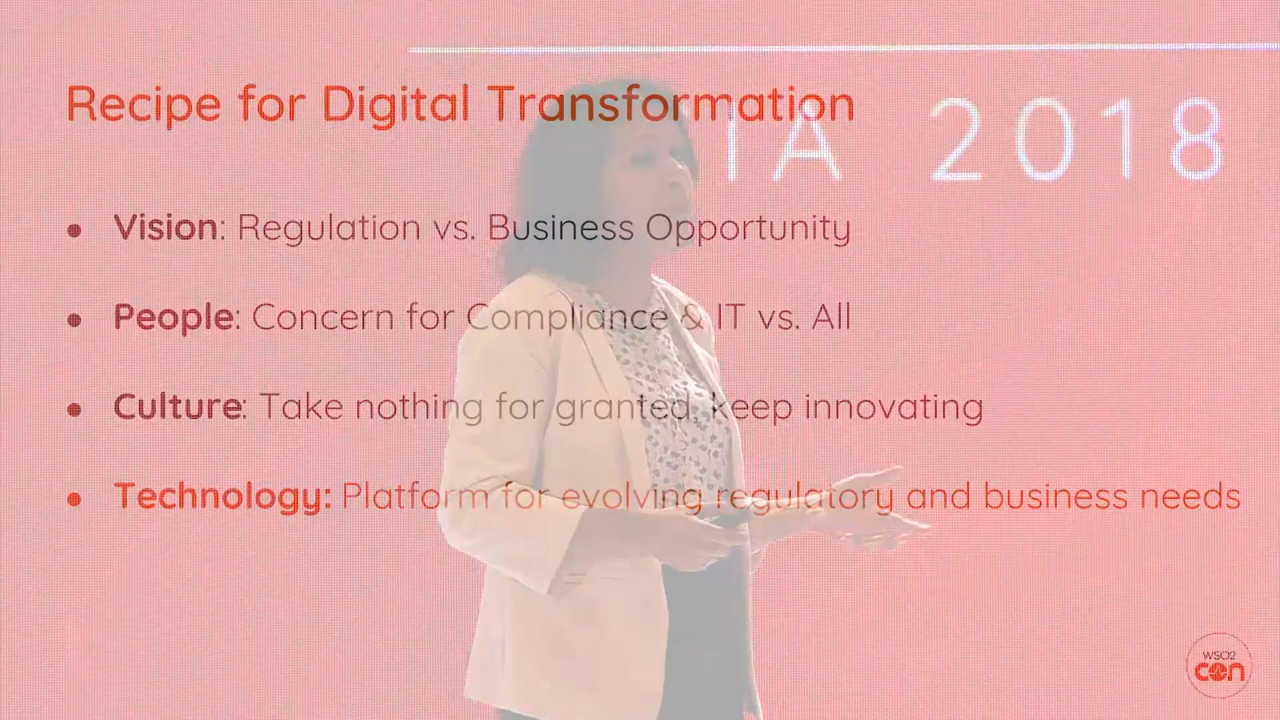 Recipe for Digital Transformation
IA 2018
● Vision: Regulation vs. Business Opportunity
● People: Concern for Compliance & IT vs. All
● Culture: Take nothing for granted, keep innovating
● Technology: Platform for evolving regulatory and business needs
WSO2
con